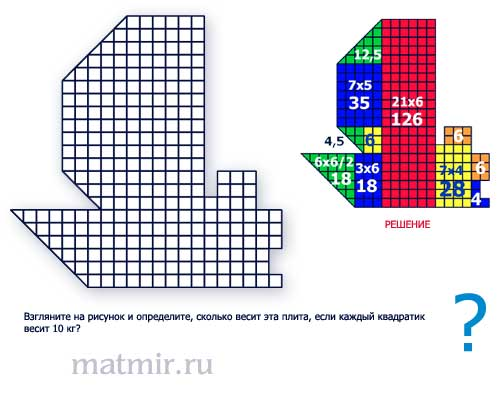 12,5
7x5
35
21x6
126
4,5
6
6
6x6/2
18
3x6
18
7x4
28
6
4
РЕШЕНИЕ
Взгляните на рисунок и определите, сколько весит эта плита, если каждый квадратик
весит 10 кг?
?
matmir.ru